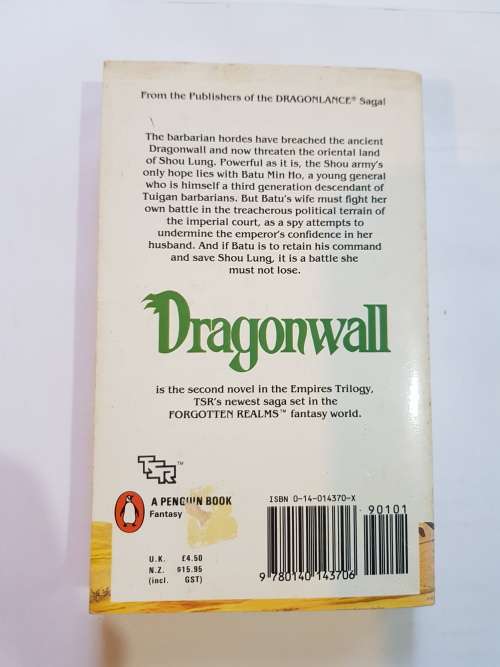 From the Publishers of the DRAGONLANCE® Saga!
The barbarian hordes have breached the ancient
Dragonwall and now threaten the oriental land
of Shou Lung. Powerful as it is, the Shou army's
only hope lies with Batu Min Ho, a young general
who is himself a third generation descendant of
Tuigan barbarians. But Batu's wife must fight her
own battle in the treacherous political terrain of
the imperial court, as a spy attempts to
undermine the emperor's confidence in her
husband. And if Batu is to retain his command
and save Shou Lung, it is a battle she
must not lose.
Dragonwall
is the second novel in the Empires Trilogy,
TSR's newest saga set in the
FORGOTTEN REALMS™ fantasy world.
TSR™
A PENGUIN BOOK
Fantasy
ISBN 0-14-014370-X
90101
U.K. £4.50
N.Z. $15.95
(incl. GST)
9 780140 143706